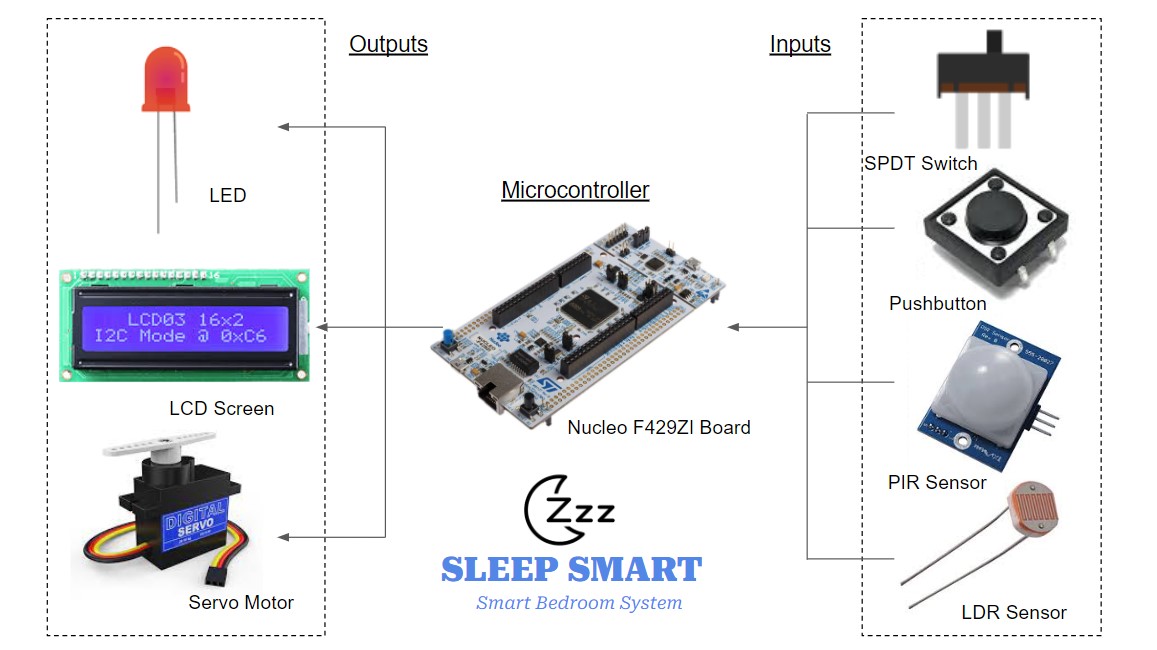 Outputs
Inputs
LED
LCD03 16x2
I2C Mode @ 0xC6
LCD Screen
DIGITAL
SERVO
Servo Motor
Microcontroller
Nucleo F429ZI Board
Zzz
SLEEP SMART
Smart Bedroom System
SPDT Switch
Pushbutton
PIR Sensor
LDR Sensor